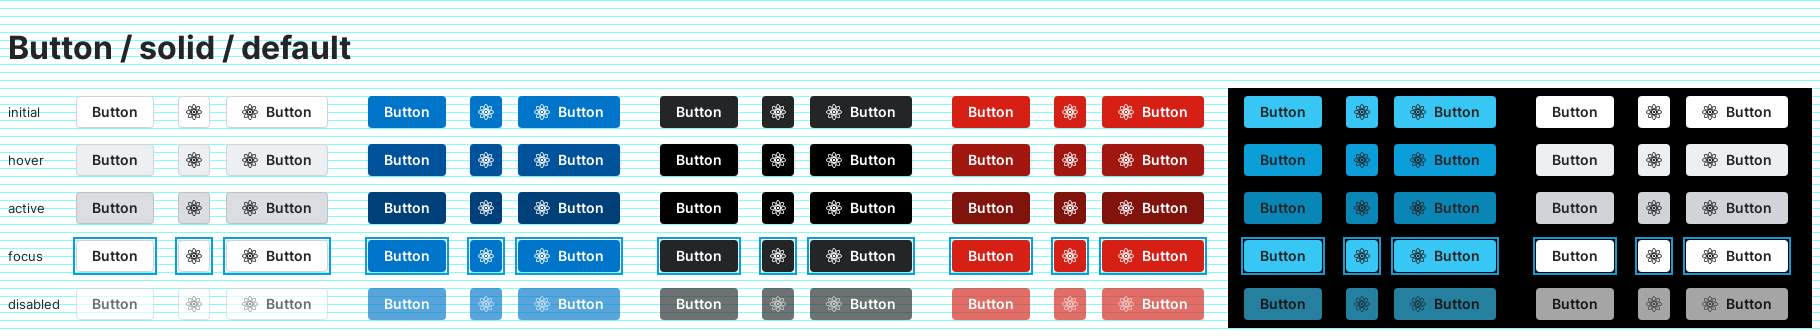 Button / solid / default
initial Button Button Button Button Button Button Button Button Button Button Button Button
hover Button Button Button Button Button Button Button Button Button Button Button Button
active Button Button Button Button Button Button Button Button Button Button Button Button
focus Button Button Button Button Button Button Button Button Button Button Button Button
disabled Button Button Button Button Button Button Button Button Button Button Button Button